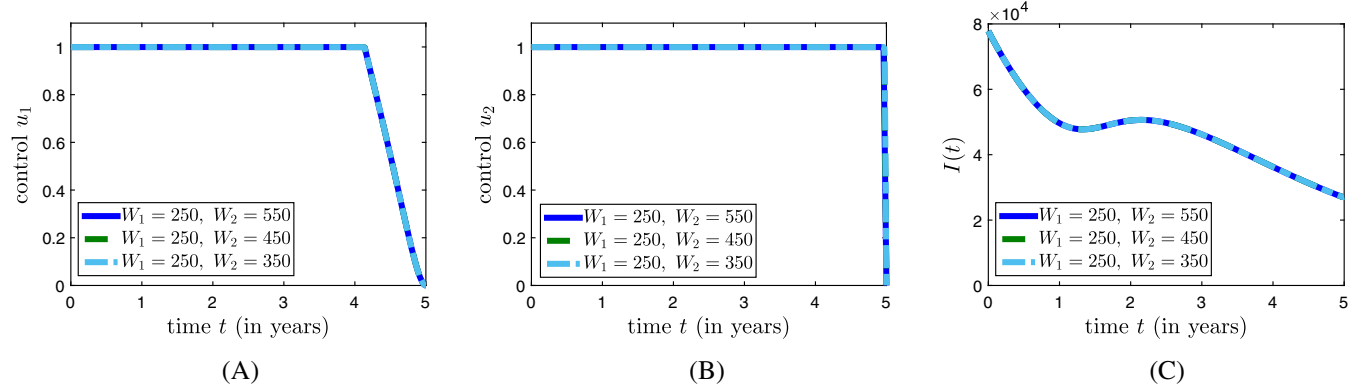 control u₁
1
0.8
0.6
0.4
0.2
0
W₁ = 250, W₂ = 550
W₁ = 250, W₂ = 450
W₁ = 250, W₂ = 350
0 1 2 3 4 5
time t (in years)
(A)
control u₂
1
0.8
0.6
0.4
0.2
0
W₁ = 250, W₂ = 550
W₁ = 250, W₂ = 450
W₁ = 250, W₂ = 350
0 1 2 3 4 5
time t (in years)
(B)
×10⁴
I(t)
8
6
4
2
0
W₁ = 250, W₂ = 550
W₁ = 250, W₂ = 450
W₁ = 250, W₂ = 350
0 1 2 3 4 5
time t (in years)
(C)